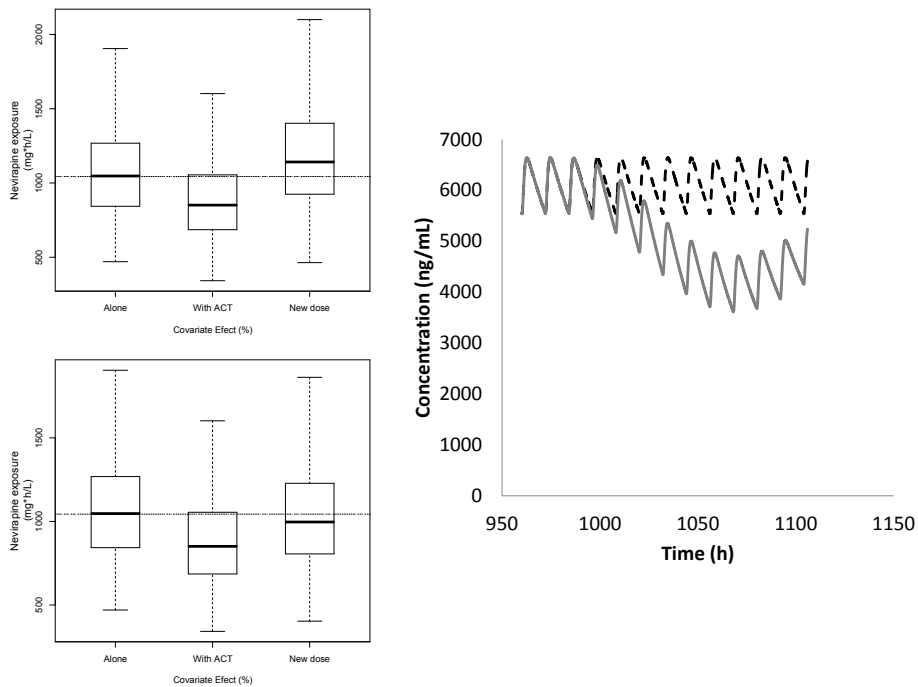 Nevirapine exposure
(mg*h/L)
2000
1500
1000
500
Alone
With ACT
New dose
Covariate Efect (%)
Nevirapine exposure
(mg*h/L)
1500
1000
500
Alone
With ACT
New dose
Covariate Efect (%)
Concentration (ng/mL)
7000
6000
5000
4000
3000
2000
1000
0
950
1000
1050
1100
1150
Time (h)